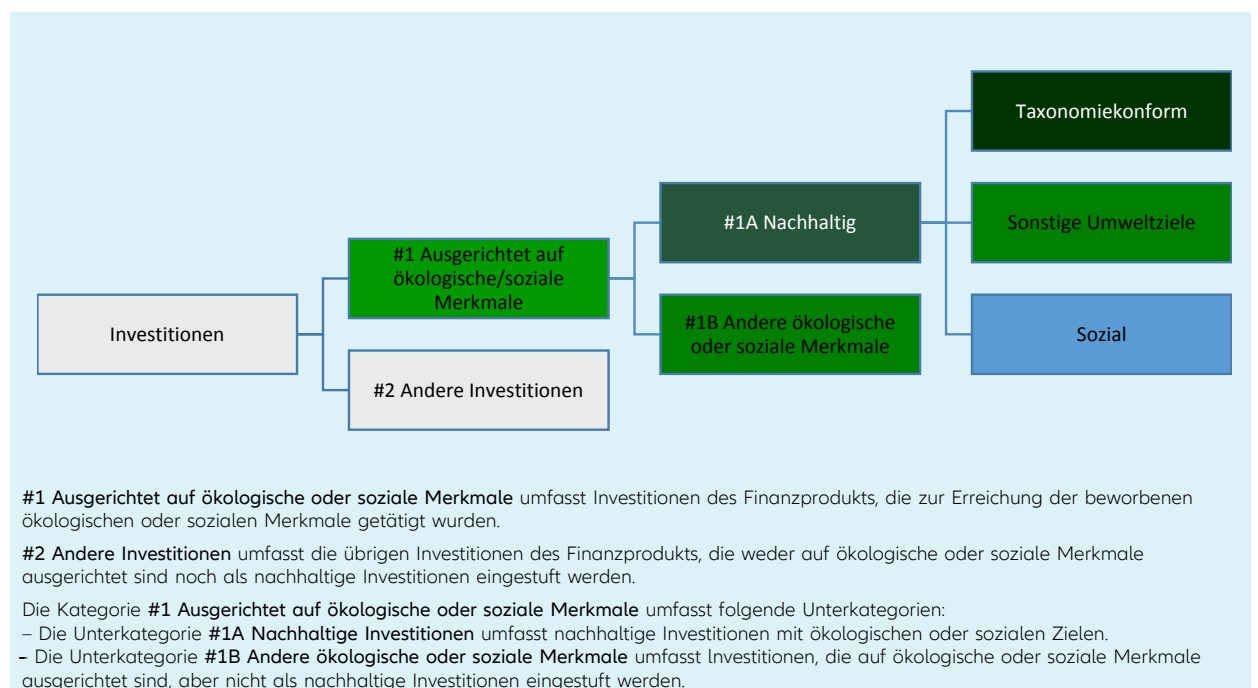 Taxonomiekonform
#1A Nachhaltig
Sonstige Umweltziele
#1 Ausgerichtet auf
ökologische/soziale
Merkmale
Investitionen
#1B Andere ökologische
oder soziale Merkmale
Sozial
#2 Andere Investitionen
#1 Ausgerichtet auf ökologische oder soziale Merkmale umfasst Investitionen des Finanzprodukts, die zur Erreichung der beworbenen
ökologischen oder sozialen Merkmale getätigt wurden.
#2 Andere Investitionen umfasst die übrigen Investitionen des Finanzprodukts, die weder auf ökologische oder soziale Merkmale
ausgerichtet sind noch als nachhaltige Investitionen eingestuft werden.
Die Kategorie #1 Ausgerichtet auf ökologische oder soziale Merkmale umfasst folgende Unterkategorien:
– Die Unterkategorie #1A Nachhaltige Investitionen umfasst nachhaltige Investitionen mit ökologischen oder sozialen Zielen.
- Die Unterkategorie #1B Andere ökologische oder soziale Merkmale umfasst Investitionen, die auf ökologische oder soziale Merkmale
ausgerichtet sind, aber nicht als nachhaltige Investitionen eingestuft werden.